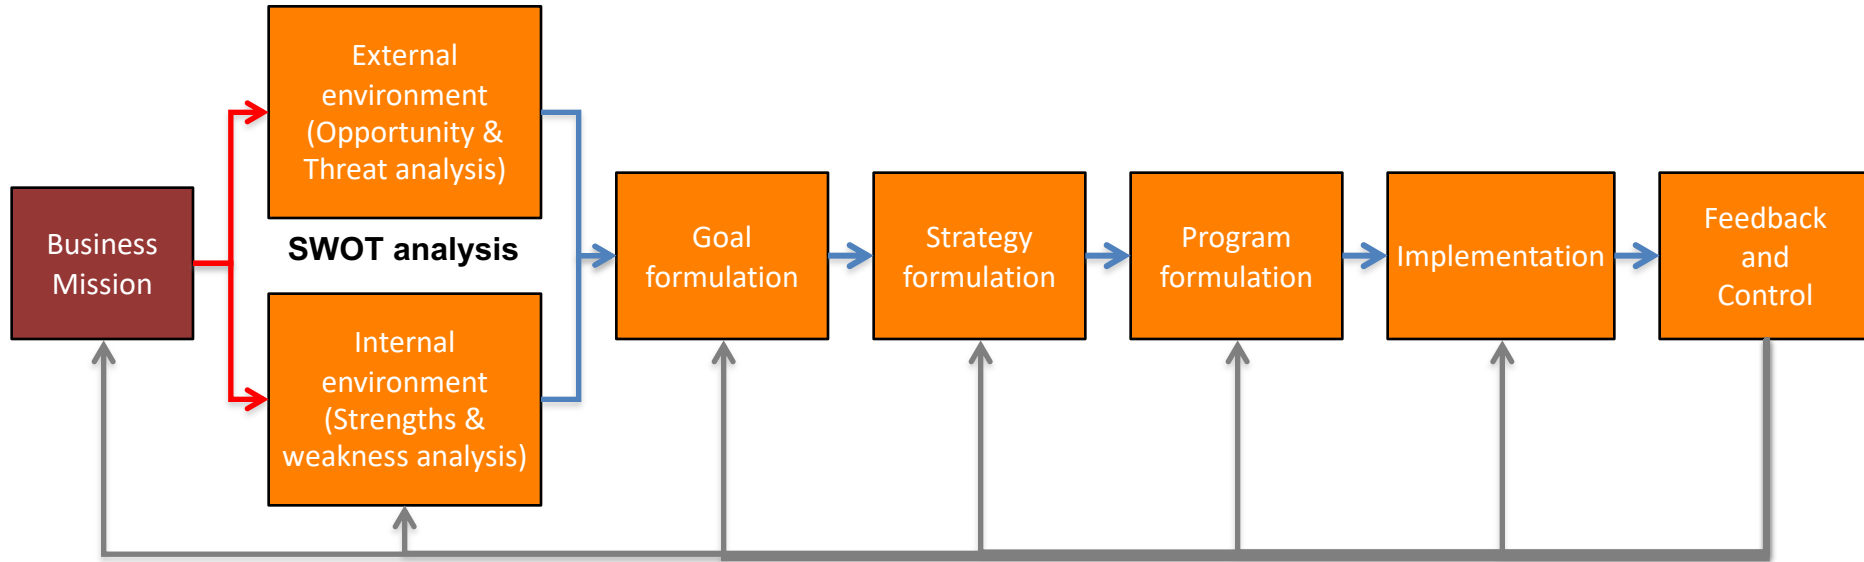 Business
Mission
External
environment
(Opportunity &
Threat analysis)
SWOT analysis
Internal
environment
(Strengths &
weakness analysis)
Goal
formulation
Strategy
formulation
Program
formulation
Implementation
Feedback
and
Control